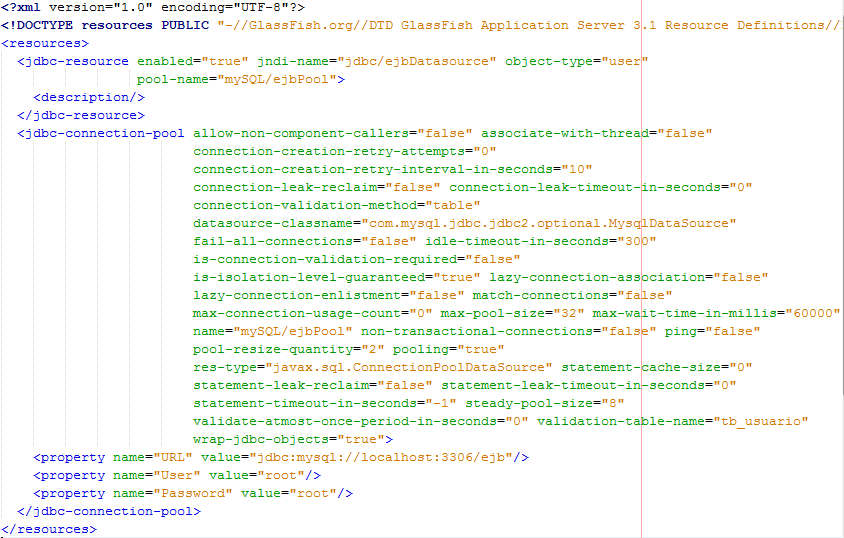 <?xml version="1.0" encoding="UTF-8"?>
<!DOCTYPE resources PUBLIC "-//GlassFish.org//DTD GlassFish Application Server 3.1 Resource Definitions//
<resources>
<jdbc-resource enabled="true" jndi-name="jdbc/ejbDatasource" object-type="user"
pool-name="mySQL/ejbPool">
<description/>
</jdbc-resource>
<jdbc-connection-pool allow-non-component-callers="false" associate-with-thread="false"
connection-creation-retry-attempts="0"
connection-creation-retry-interval-in-seconds="10"
connection-leak-reclaim="false" connection-leak-timeout-in-seconds="0"
connection-validation-method="table"
datasource-classname="com.mysql.jdbc.jdbc2.optional.MysqlDataSource"
fail-all-connections="false" idle-timeout-in-seconds="300"
is-connection-validation-required="false"
is-isolation-level-guaranteed="true" lazy-connection-association="false"
lazy-connection-enlistment="false" match-connections="false"
max-connection-usage-count="0" max-pool-size="32" max-wait-time-in-millis="60000"
name="mySQL/ejbPool" non-transactional-connections="false" ping="false"
pool-resize-quantity="2" pooling="true"
res-type="javax.sql.ConnectionPoolDataSource" statement-cache-size="0"
statement-leak-reclaim="false" statement-leak-timeout-in-seconds="0"
statement-timeout-in-seconds="-1" steady-pool-size="8"
validate-atmost-once-period-in-seconds="0" validation-table-name="tb_usuario"
wrap-jdbc-objects="true">
<property name="URL" value="jdbc:mysql://localhost:3306/ejb"/>
<property name="User" value="root"/>
<property name="Password" value="root"/>
</jdbc-connection-pool>
</resources>